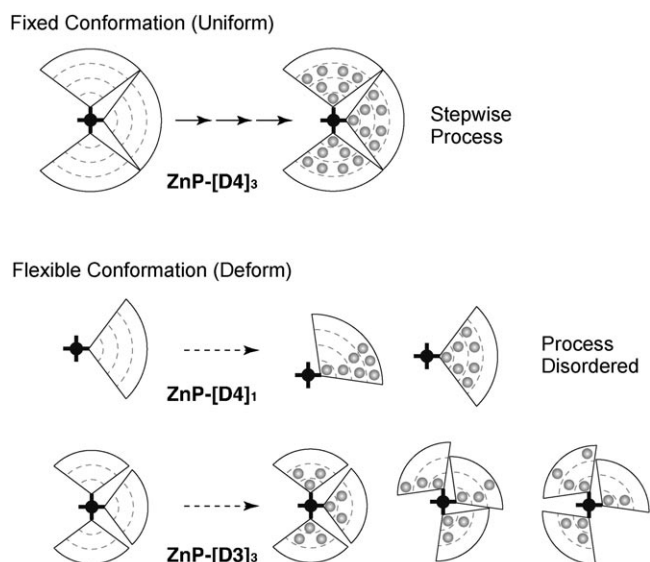 Fixed Conformation (Uniform)
Stepwise
Process
ZnP-[D4]₃
Flexible Conformation (Deform)
Process
Disordered
ZnP-[D4]₁
ZnP-[D3]₃